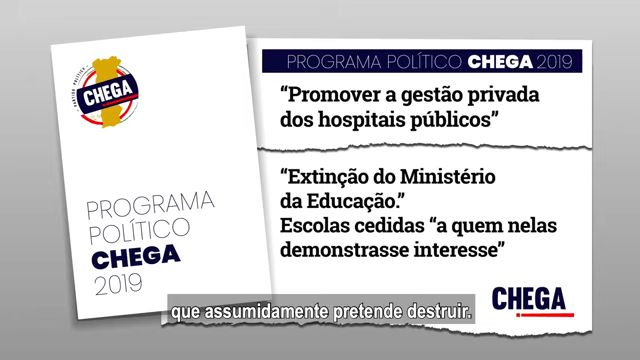 PARTIDO POLÍTICO
CHEGA
PROGRAMA
POLÍTICO
CHEGA
2019
PROGRAMA POLÍTICO CHEGA 2019
“Promover a gestão privada
dos hospitais públicos”
“Extinção do Ministério
da Educação.”
Escolas cedidas “a quem nelas
demonstrasse interesse”
CHEGA
que assumidamente pretende destruir.